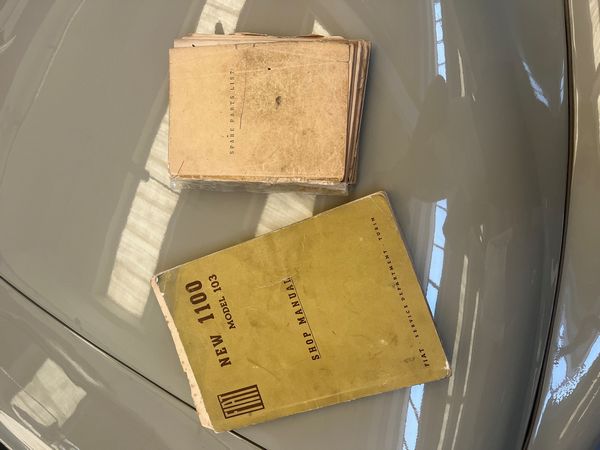 SPARE PARTS LIST
FIAT
NEW 1100
MODEL 103
SHOP MANUAL
FIAT SERVICE DEPARTMENT - TURIN